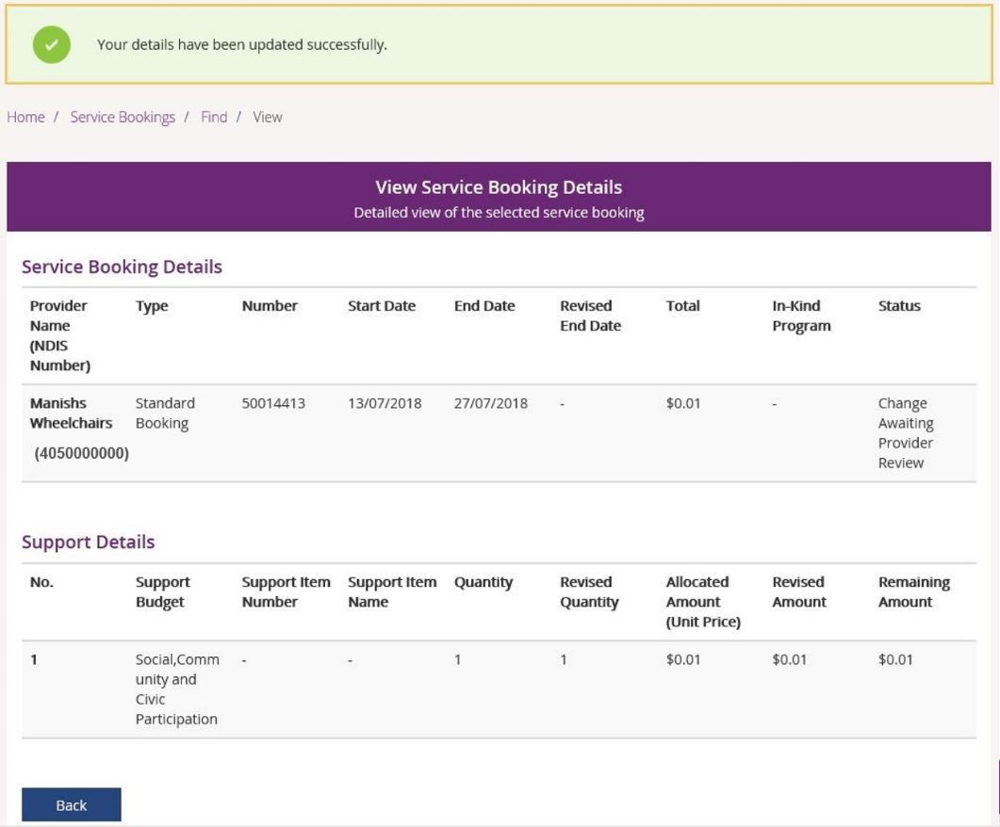 Your details have been updated successfully.
Home / Service Bookings / Find / View
View Service Booking Details
Detailed view of the selected service booking
Service Booking Details
Provider Name (NDIS Number) Type Number Start Date End Date Revised End Date Total In-Kind Program Status
Manishs Wheelchairs (4050000000) Standard Booking 50014413 13/07/2018 27/07/2018 - $0.01 - Change Awaiting Provider Review
Support Details
No. Support Budget Support Item Number Support Item Name Quantity Revised Quantity Allocated Amount (Unit Price) Revised Amount Remaining Amount
1 Social,Community and Civic Participation - - 1 1 $0.01 $0.01 $0.01
Back